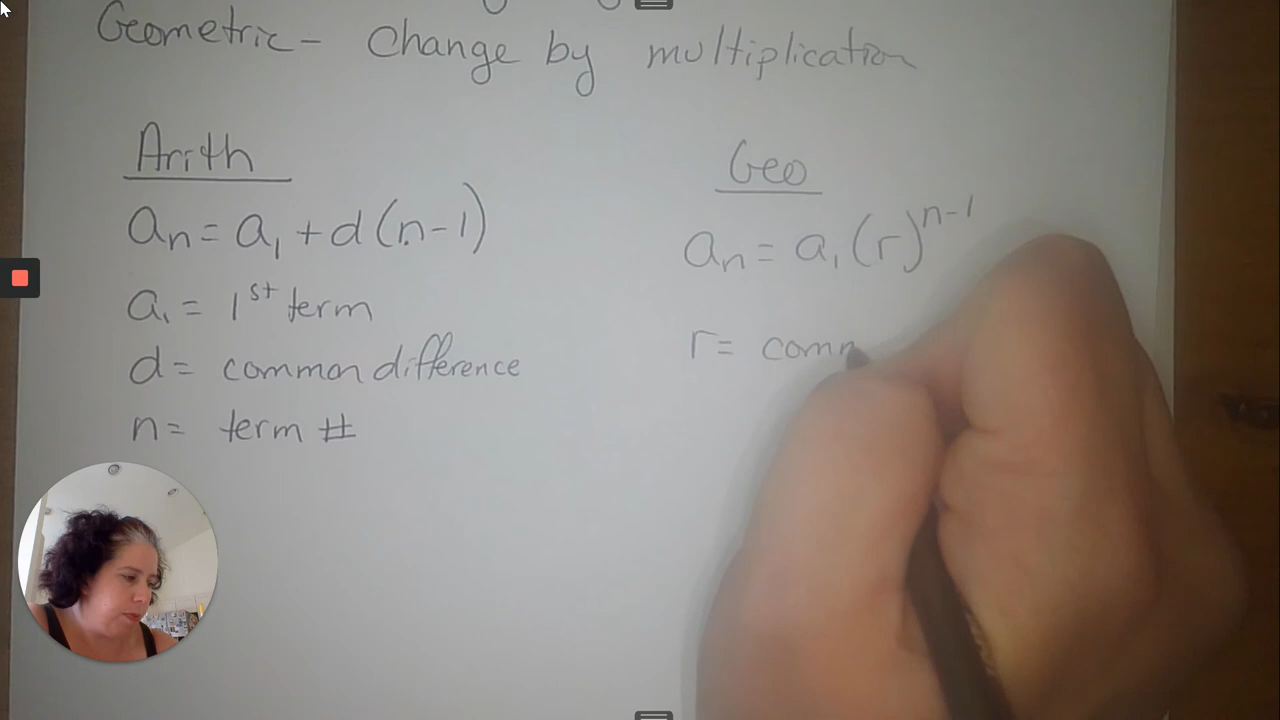 Geometric - change by multiplication
Arith
aₙ = a₁ + d(n-1)
a₁ = 1ˢᵗ term
d = common difference
n = term #
Geo
aₙ = a₁(r)ⁿ⁻¹
r = comm